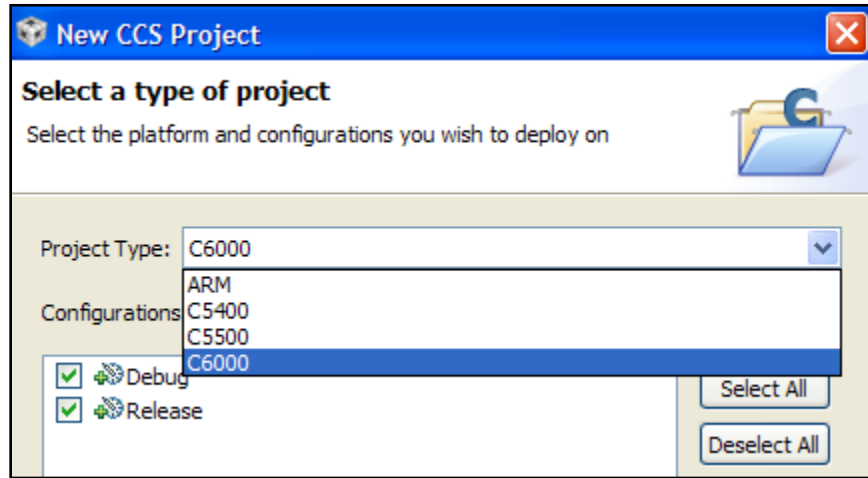 New CCS Project
Select a type of project
Select the platform and configurations you wish to deploy on
Project Type: C6000
ARM
Configurations C5400
C5500
C6000
Debug
Release
Select All
Deselect All